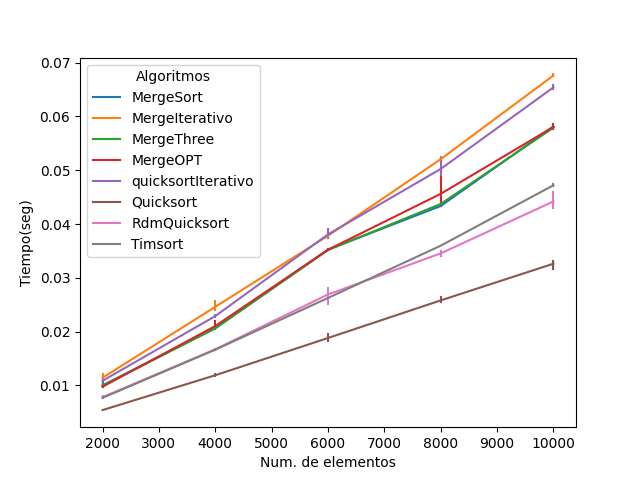 0.07
0.06
0.05
0.04
0.03
0.02
0.01
Tiempo(seg)
Algoritmos
MergeSort
MergeIterativo
MergeThree
MergeOPT
quicksortIterativo
Quicksort
RdmQuicksort
Timsort
2000 3000 4000 5000 6000 7000 8000 9000 10000
Num. de elementos